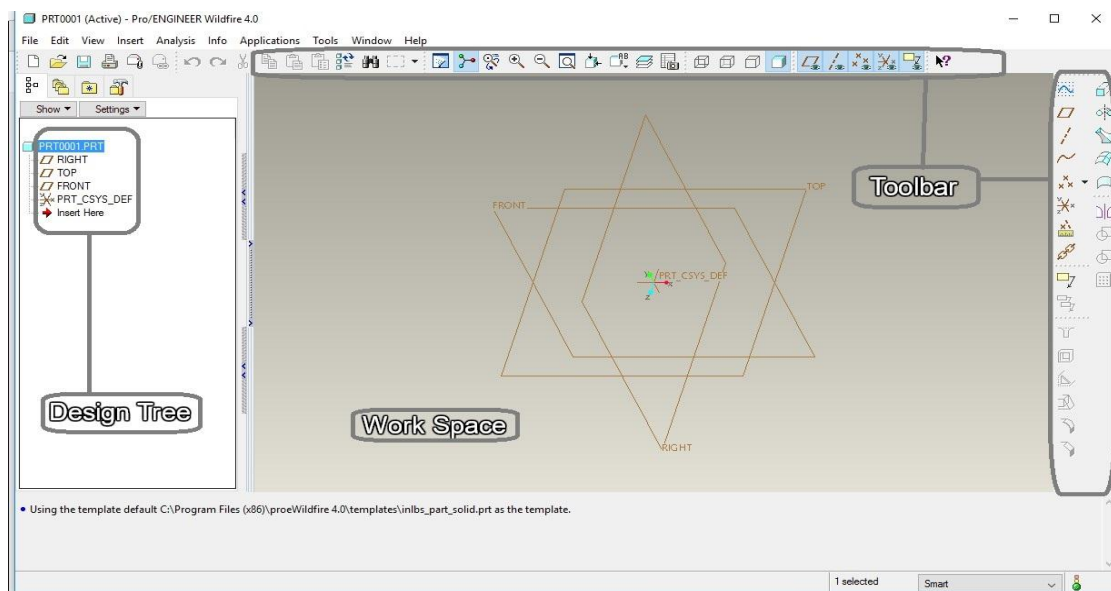 PRT0001 (Active) - Pro/ENGINEER Wildfire 4.0
File Edit View Insert Analysis Info Applications Tools Window Help
Show Settings
PRT0001.PRT
RIGHT
TOP
FRONT
PRT_CSYS_DEF
Insert Here
Design Tree
FRONT
TOP
Toolbar
Y PRT_CSYS_DEF
X
Z
Work Space
RIGHT
Using the template default C:\Program Files (x86)\proeWildfire 4.0\templates\inlbs_part_solid.prt as the template.
1 selected Smart